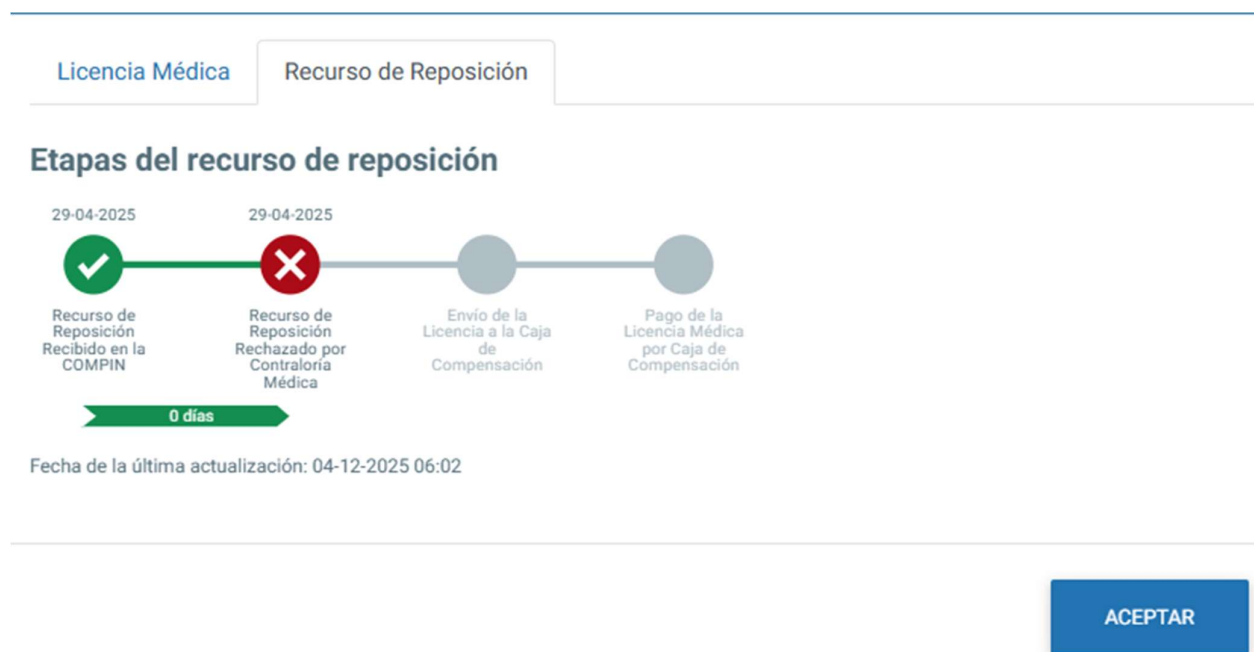 Licencia Médica
Recurso de Reposición
Etapas del recurso de reposición
29-04-2025
29-04-2025
Recurso de
Reposición
Recibido en la
COMPIN
Recurso de
Reposición
Rechazado por
Contraloría
Médica
Envío de la
Licencia a la Caja
de
Compensación
Pago de la
Licencia Médica
por Caja de
Compensación
0 días
Fecha de la última actualización: 04-12-2025 06:02
ACEPTAR